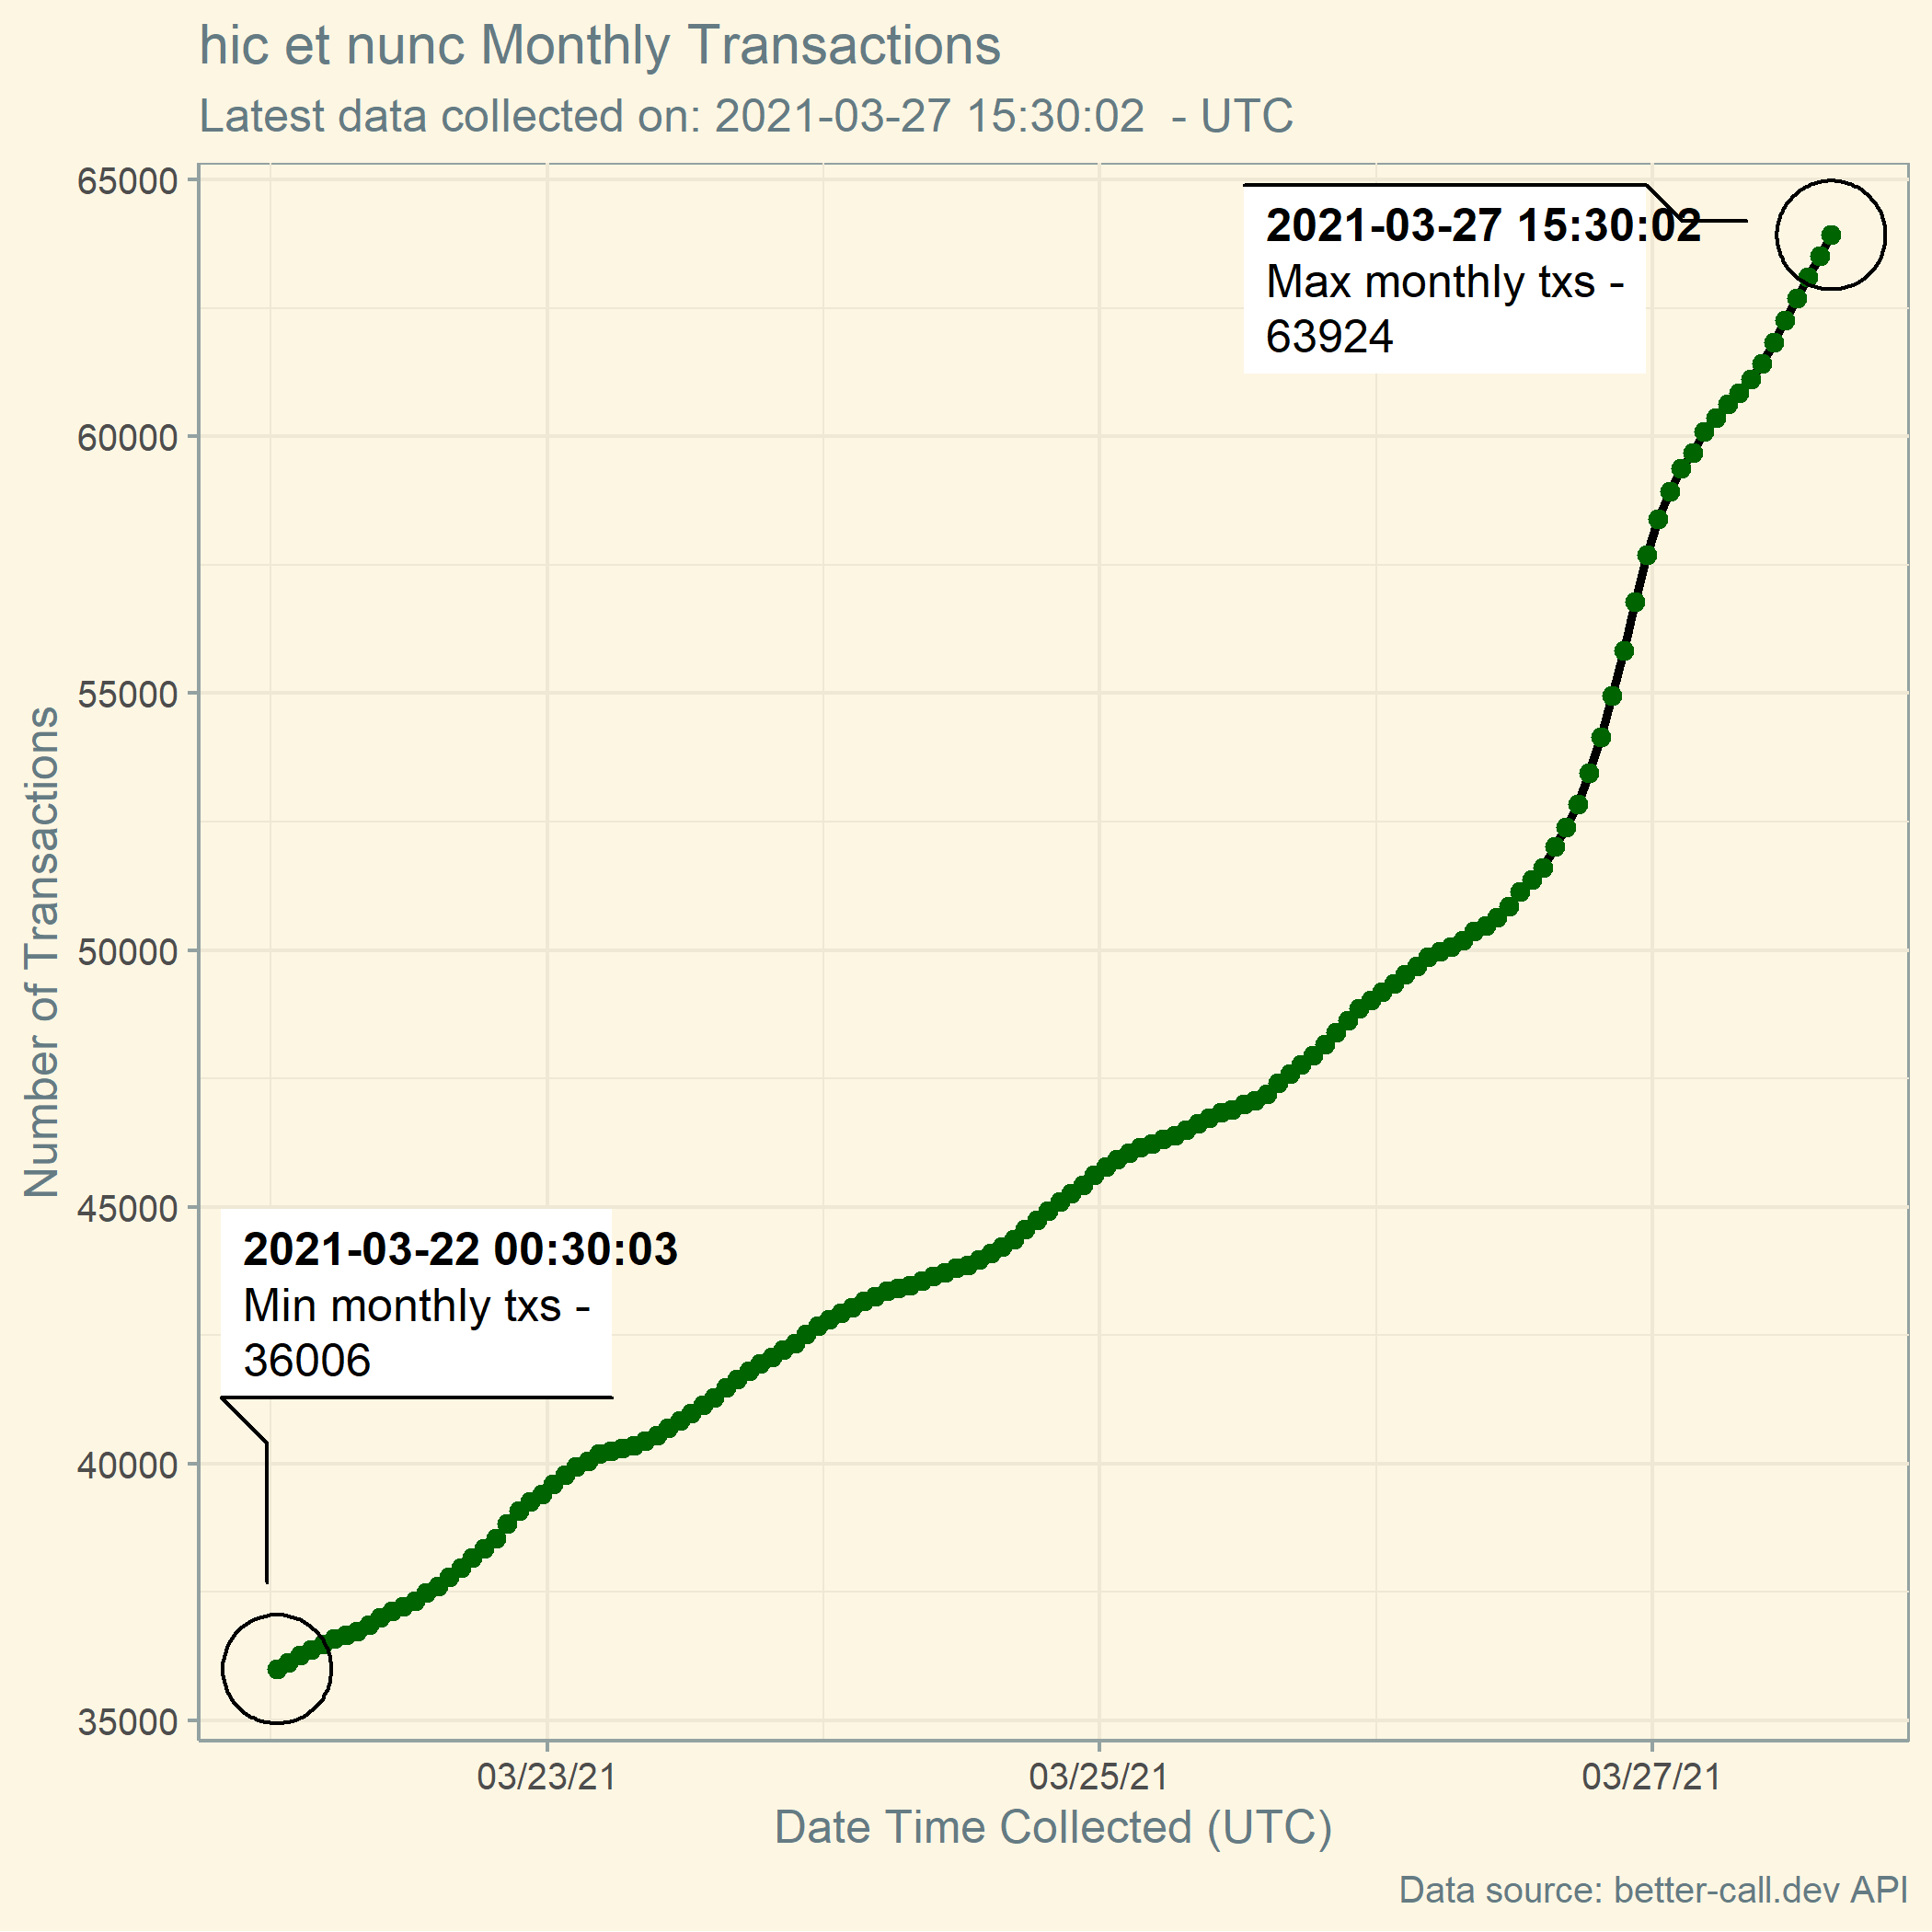 hic et nunc Monthly Transactions
Latest data collected on: 2021-03-27 15:30:02  - UTC
65000
2021-03-27 15:30:02
Max monthly txs -
63924
60000
55000
50000
45000
2021-03-22 00:30:03
Min monthly txs -
36006
40000
35000
Number of Transactions
03/23/21
03/25/21
03/27/21
Date Time Collected (UTC)
Data source: better-call.dev API